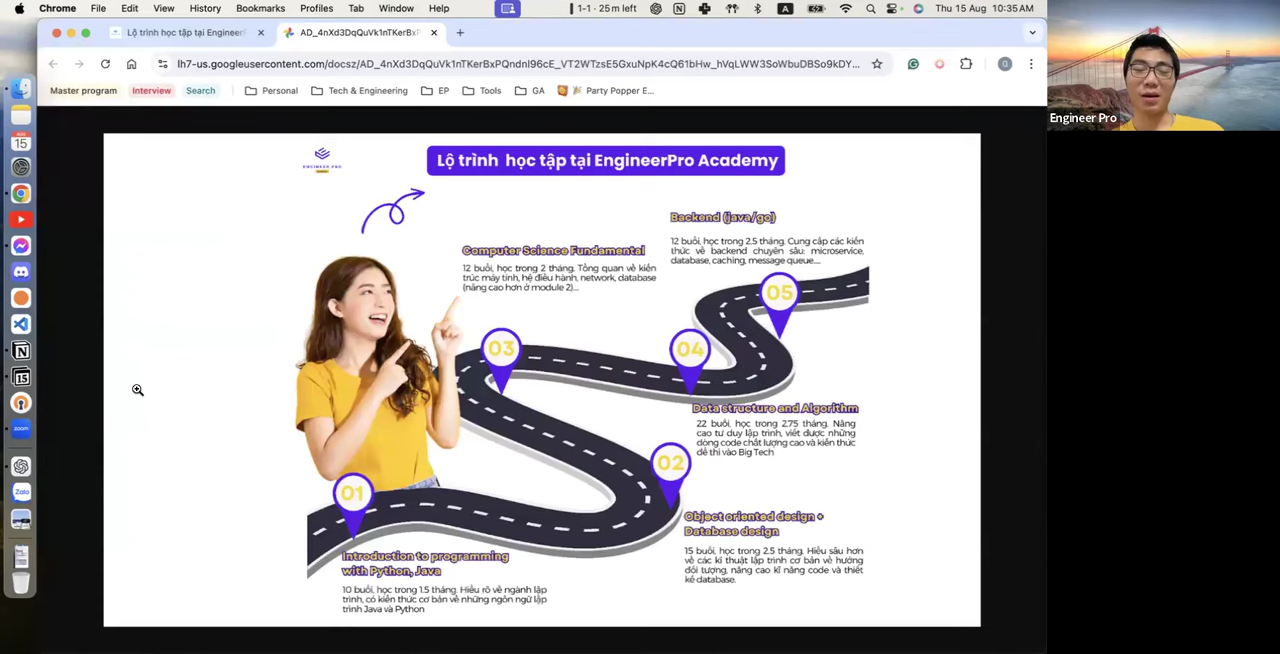 Chrome File Edit View History Bookmarks Profiles Tab Window Help
1-1 · 25 m left
A
Thu 15 Aug 10:35 AM
Lộ trình học tập tại Engineer
AD_4nXd3DqQuVk1nTKerBxP
lh7-us.googleusercontent.com/docsz/AD_4nXd3DqQuVk1nTKerBxPQndnl96cE_VT2WTzsE5GxuNpK4cQ61bHw_hVqLWW3SoWbuDBSo9kDY...
Master program Interview Search Personal Tech & Engineering EP Tools GA Party Popper E...
Engineer Pro
ENGINEER PRO
Lộ trình học tập tại EngineerPro Academy
Backend (java/go)
12 buổi, học trong 2.5 tháng. Cung cấp các kiến
thức về backend chuyên sâu: microservice,
database, caching, message queue....
Computer Science Fundamental
12 buổi, học trong 2 tháng. Tổng quan về kiến
trúc máy tính, hệ điều hành, network, database
(nâng cao hơn ở module 2)...
05
03
04
Data structure and Algorithm
22 buổi, học trong 2.75 tháng. Nâng
cao tư duy lập trình, viết được những
dòng code chất lượng cao và kiến thức
để thi vào Big Tech
02
01
Object oriented design +
Database design
15 buổi, học trong 2.5 tháng. Hiểu sâu hơn
về các kĩ thuật lập trình cơ bản về hướng
đối tượng, nâng cao kĩ năng code và thiết
kế database.
Introduction to programming
with Python, Java
10 buổi, học trong 1.5 tháng. Hiểu rõ về ngành lập
trình, có kiến thức cơ bản về những ngôn ngữ lập
trình Java và Python
15
15
zoom
Zalo